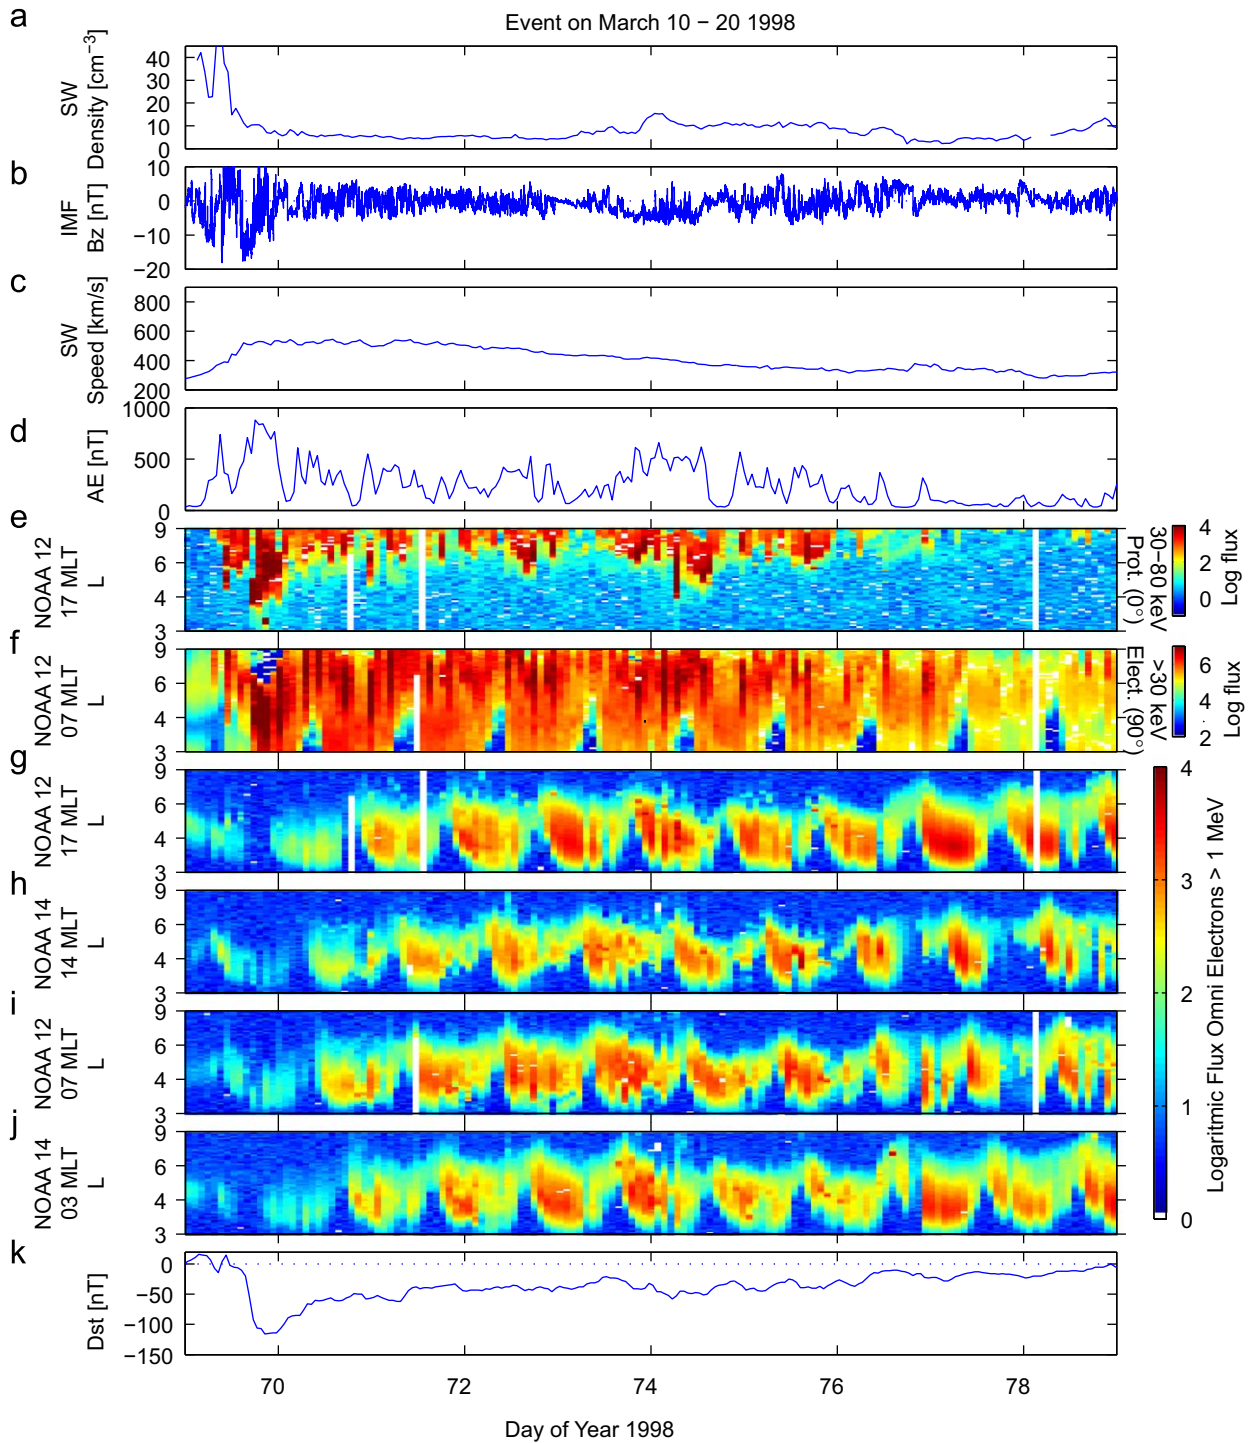 a
Event on March 10 − 20 1998
SW
Density [cm−3]
40
30
20
10
0
b
IMF
Bz [nT]
10
0
−10
−20
c
SW
Speed [km/s]
800
600
400
200
d
AE [nT]
1000
500
0
e
NOAA 12
17 MLT
L
9
6
4
3
30−80 keV
Prot. (0°)
4
2
0
Log flux
f
NOAA 12
07 MLT
L
9
6
4
3
>30 keV
Elect. (90°)
6
4
2
Log flux
g
NOAA 12
17 MLT
L
9
6
4
3
h
NOAA 14
14 MLT
L
9
6
4
3
i
NOAA 12
07 MLT
L
9
6
4
3
j
NOAA 14
03 MLT
L
9
6
4
3
4
3
2
1
0
Logaritmic Flux Omni Electrons > 1 MeV
k
Dst [nT]
0
−50
−100
−150
70
72
74
76
78
Day of Year 1998